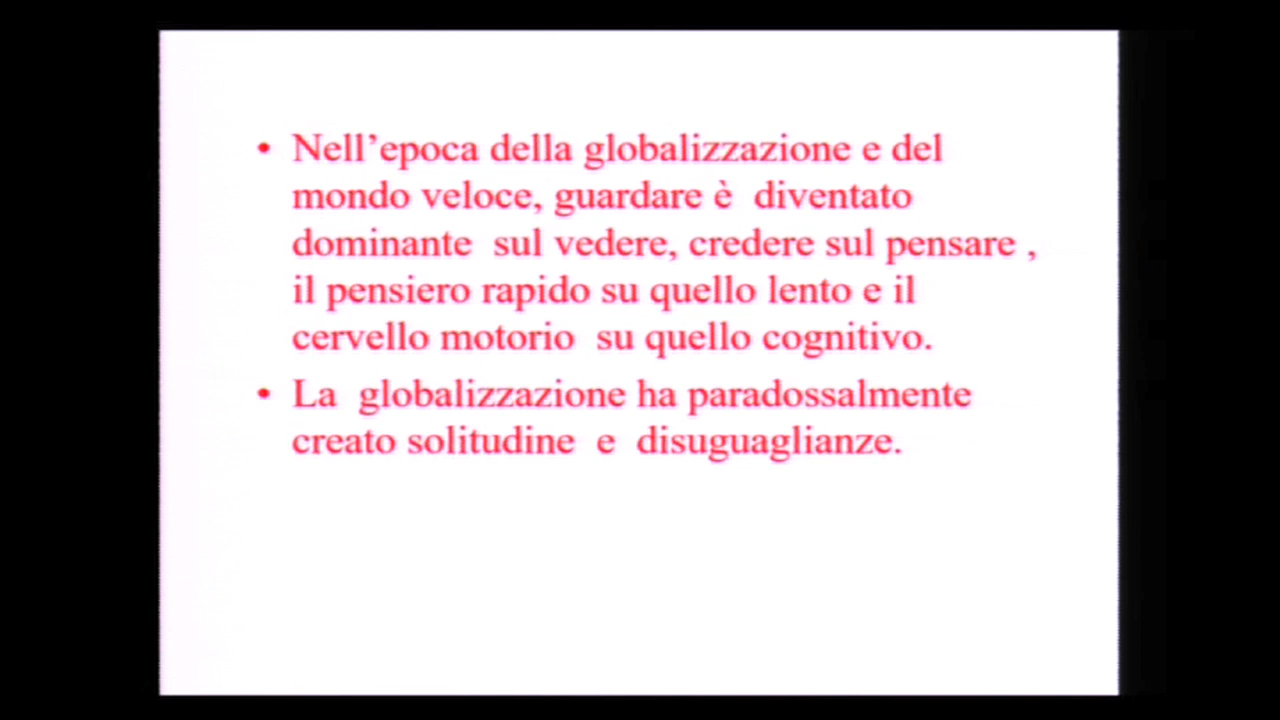 • Nell’epoca della globalizzazione e del
mondo veloce, guardare è  diventato
dominante  sul vedere, credere sul pensare ,
il pensiero rapido su quello lento e il
cervello motorio  su quello cognitivo.
• La  globalizzazione ha paradossalmente
creato solitudine  e  disuguaglianze.